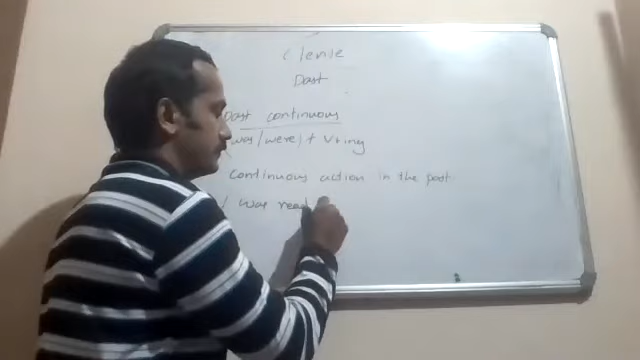 Tense
Past
Past continuous
was/were) + V+ing
continuous action in the past
I was read